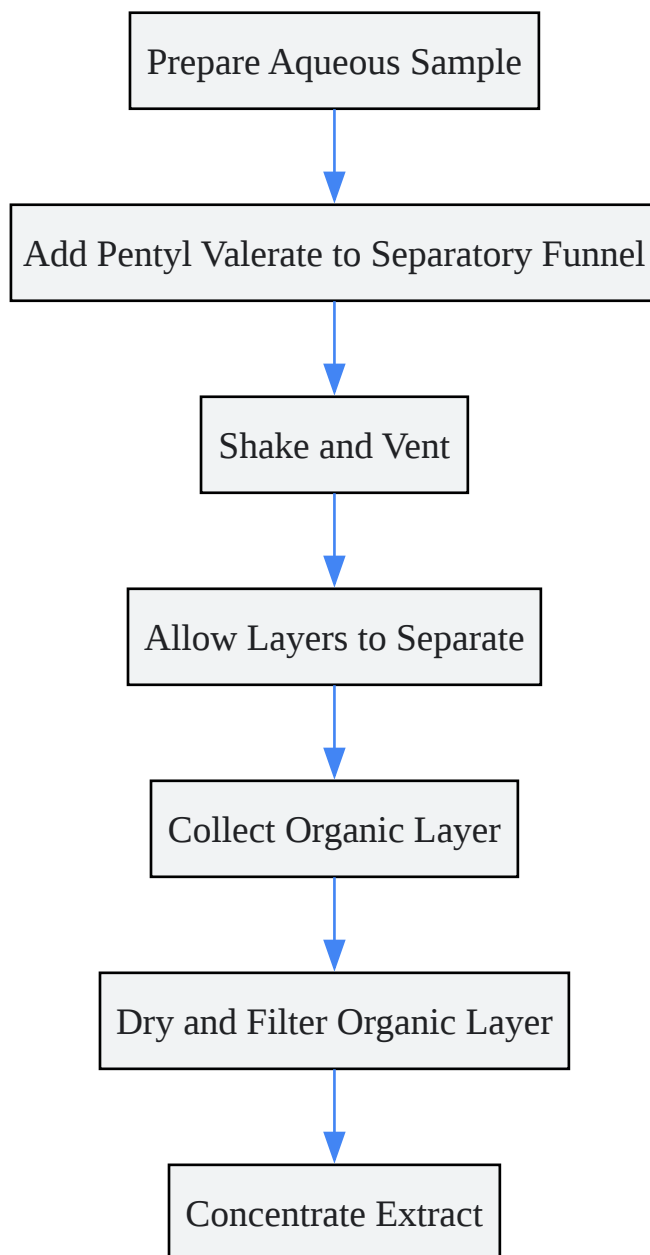 Prepare Aqueous Sample
Add Pentyl Valerate to Separatory Funnel
Shake and Vent
Allow Layers to Separate
Collect Organic Layer
Dry and Filter Organic Layer
Concentrate Extract